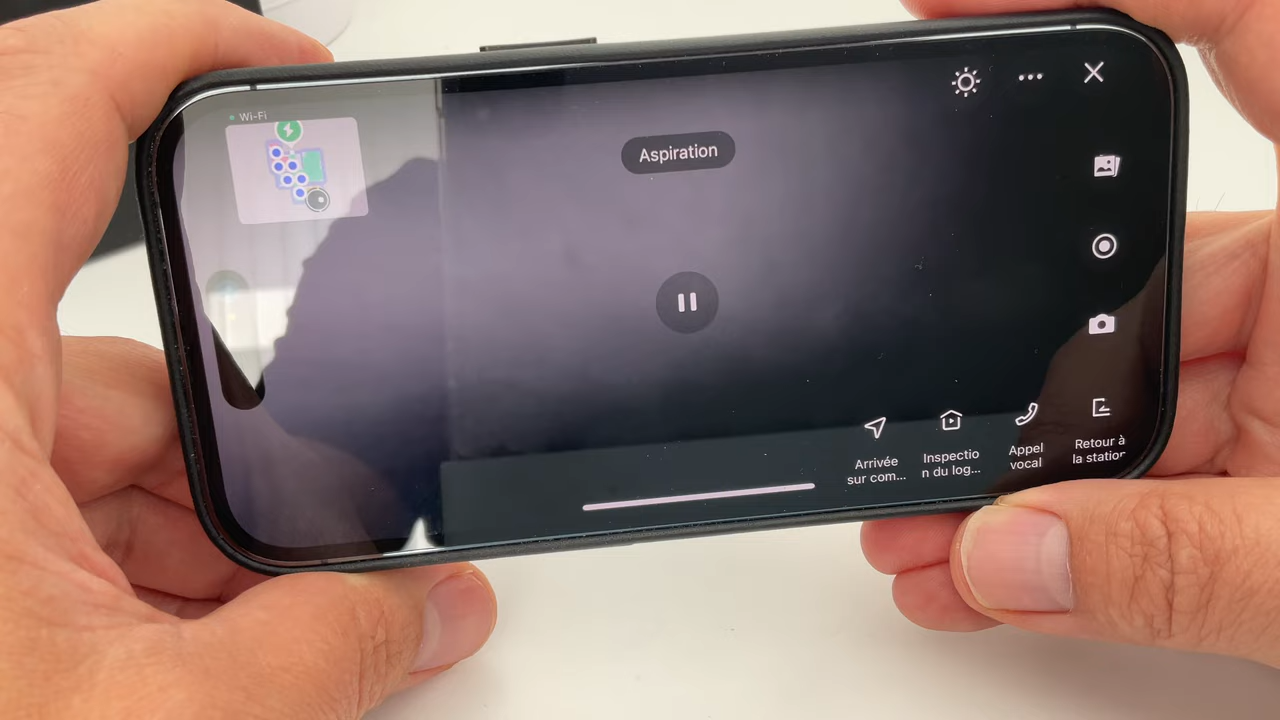 Wi-Fi
Aspiration
Arrivée
sur com...
Inspectio
n du log...
Appel
vocal
Retour à
la station